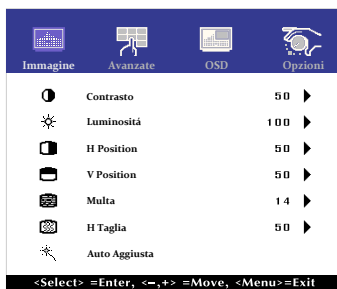 Immagine Avanzate OSD Opzioni
Contrasto 50
Luminositá 100
H Position 50
V Position 50
Multa 14
H Taglia 50
Auto Aggiusta
<Select> =Enter, <−,+> =Move, <Menu>=Exit